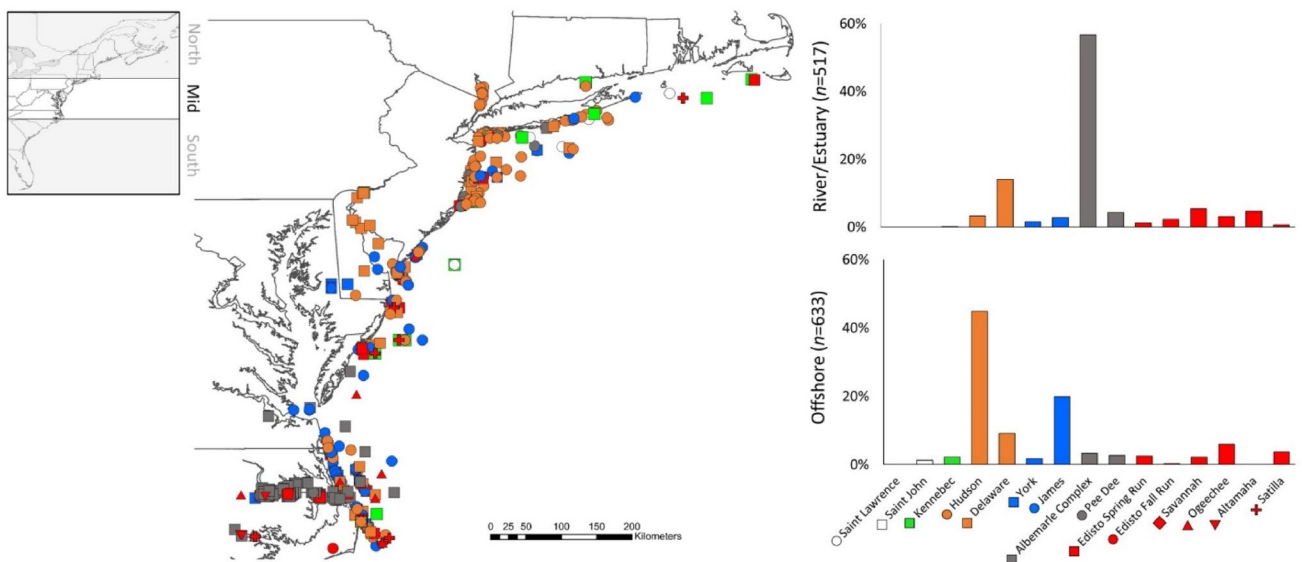 North
Mid
South
0 25 50 100 150 200
Kilometers
River/Estuary (n=517)
60%
40%
20%
0%
Offshore (n=633)
60%
40%
20%
0%
Saint Lawrence
Saint John
Kennebec
Hudson
Delaware
York
James
Albemarle Complex
Pee Dee
Edisto Spring Run
Edisto Fall Run
Savannah
Ogeechee
Altamaha
Satilla